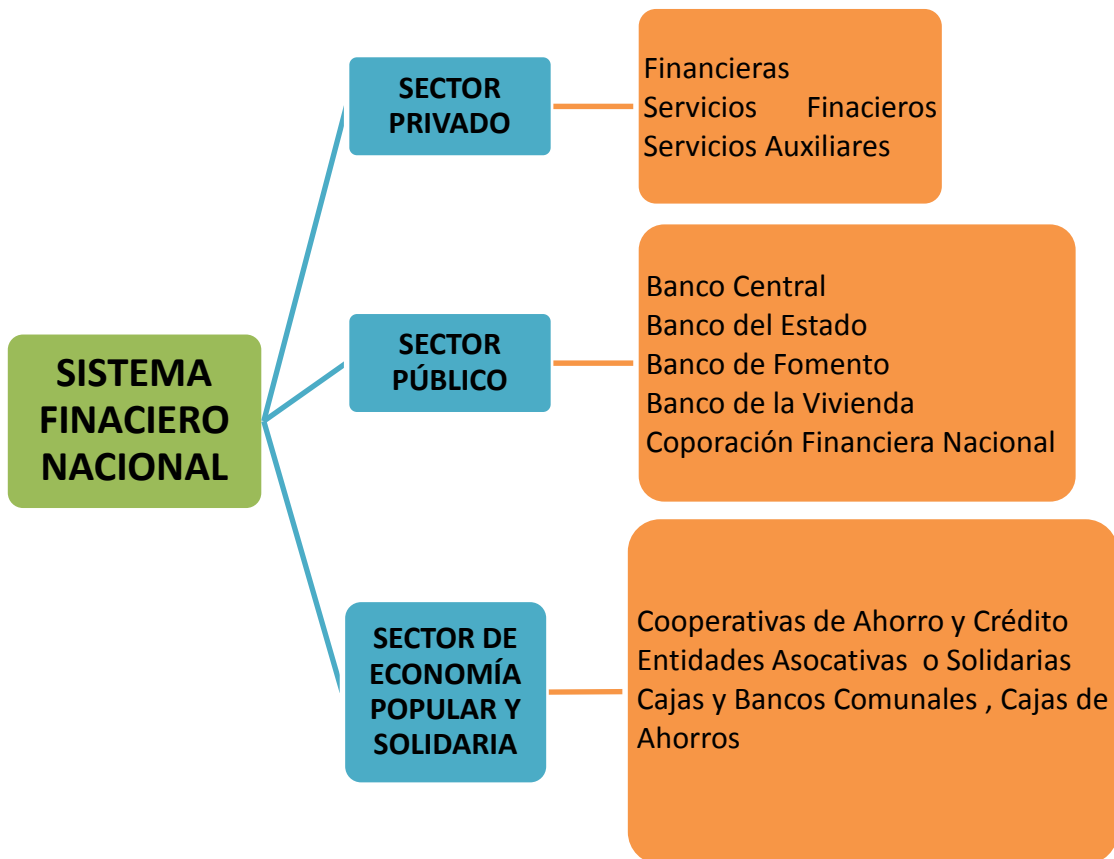 SISTEMA
FINACIERO
NACIONAL
SECTOR
PRIVADO
Financieras
Servicios Finacieros
Servicios Auxiliares
SECTOR
PÚBLICO
Banco Central
Banco del Estado
Banco de Fomento
Banco de la Vivienda
Coporación Financiera Nacional
SECTOR DE
ECONOMÍA
POPULAR Y
SOLIDARIA
Cooperativas de Ahorro y Crédito
Entidades Asocativas o Solidarias
Cajas y Bancos Comunales , Cajas de
Ahorros